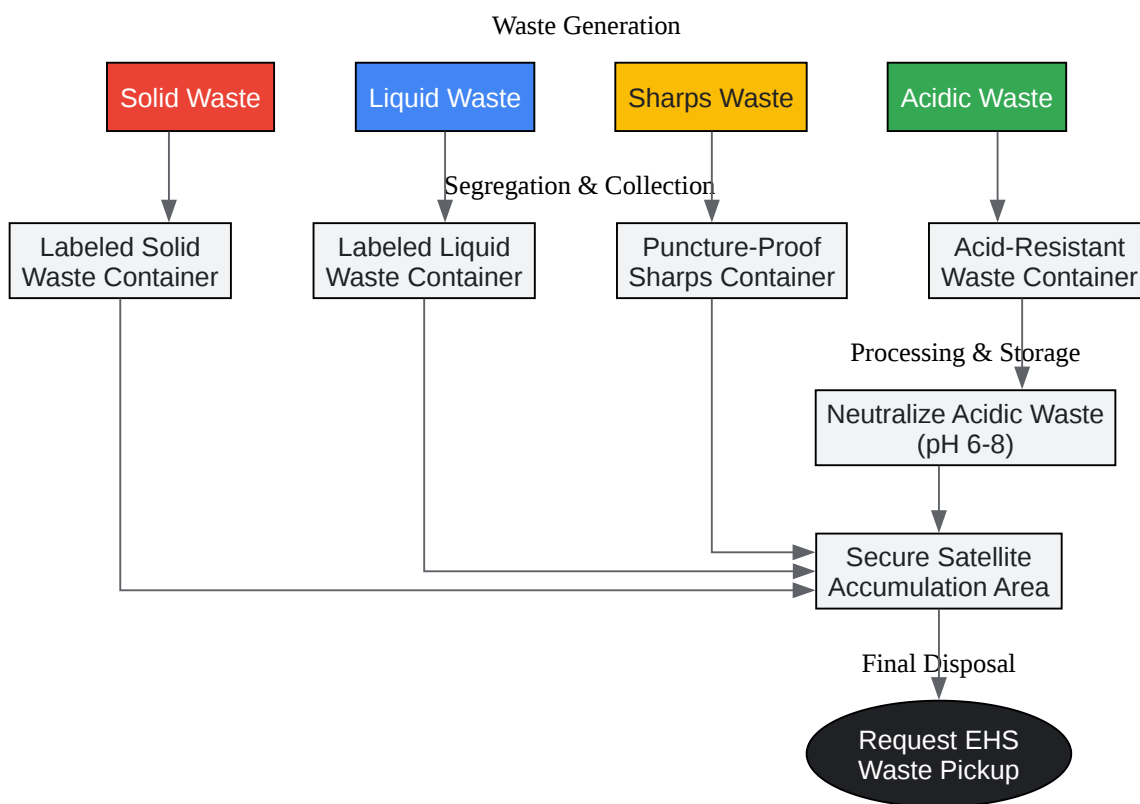 Waste Generation
Solid Waste
Liquid Waste
Sharps Waste
Acidic Waste
Segregation & Collection
Labeled Solid
Waste Container
Labeled Liquid
Waste Container
Puncture-Proof
Sharps Container
Acid-Resistant
Waste Container
Processing & Storage
Neutralize Acidic Waste
(pH 6-8)
Secure Satellite
Accumulation Area
Final Disposal
Request EHS
Waste Pickup